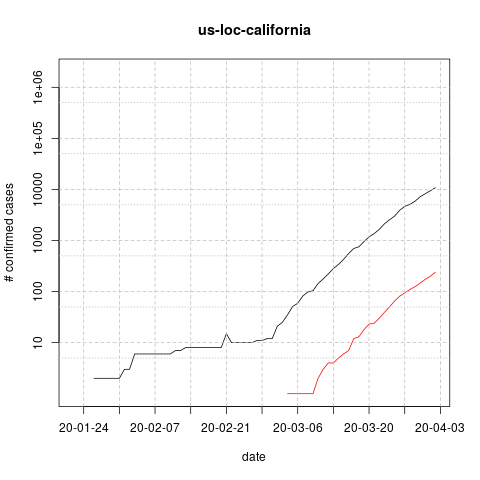 us-loc-california
# confirmed cases
1e+06
1e+05
10000
1000
100
10
20-01-24 20-02-07 20-02-21 20-03-06 20-03-20 20-04-03
date